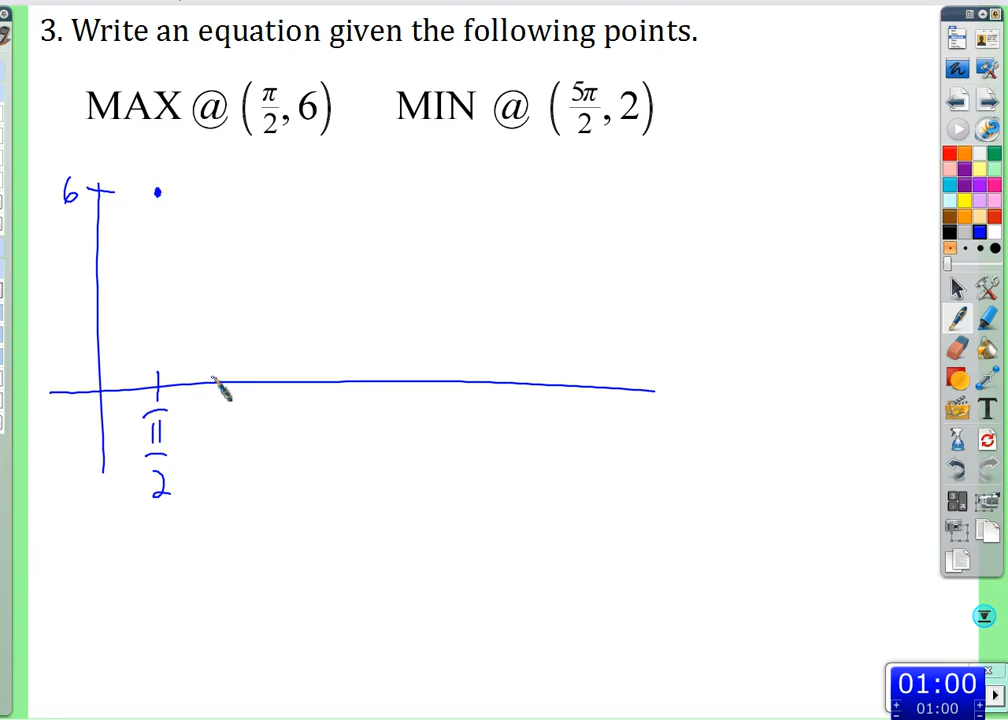 3. Write an equation given the following points.
MAX @ (π/2, 6) MIN @ (5π/2, 2)
6
π
2
T
01:00
01:00